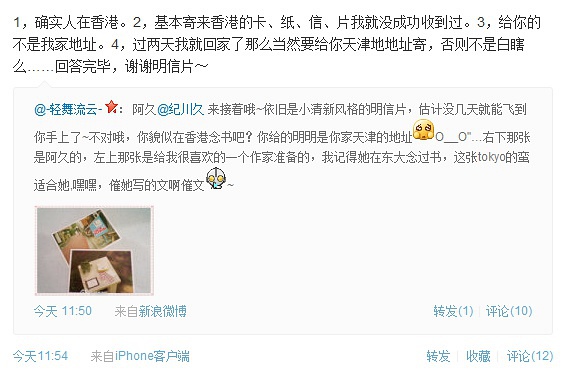 1，确实人在香港。2，基本寄来香港的卡、纸、信、片我就没成功收到过。3，给你的
不是我家地址。4，过两天我就回家了那么当然要给你天津地地址寄，否则不是白瞎
么……回答完毕，谢谢明信片～
@-轻舞流云-： 阿久@纪川久 来接着哦~依旧是小清新风格的明信片，估计没几天就能飞到
你手上了~不对哦，你貌似在香港念书吧？你给的明明是你家天津的地址O__O"…右下那张
是阿久的，左上那张是给我很喜欢的一个作家准备的，我记得她在东大念过书，这张tokyo的蛮
适合她,嘿嘿，催她写的文啊催文~
今天 11:50 来自新浪微博 转发(1) 评论(10)
今天11:54 来自iPhone客户端 转发 收藏 评论(12)